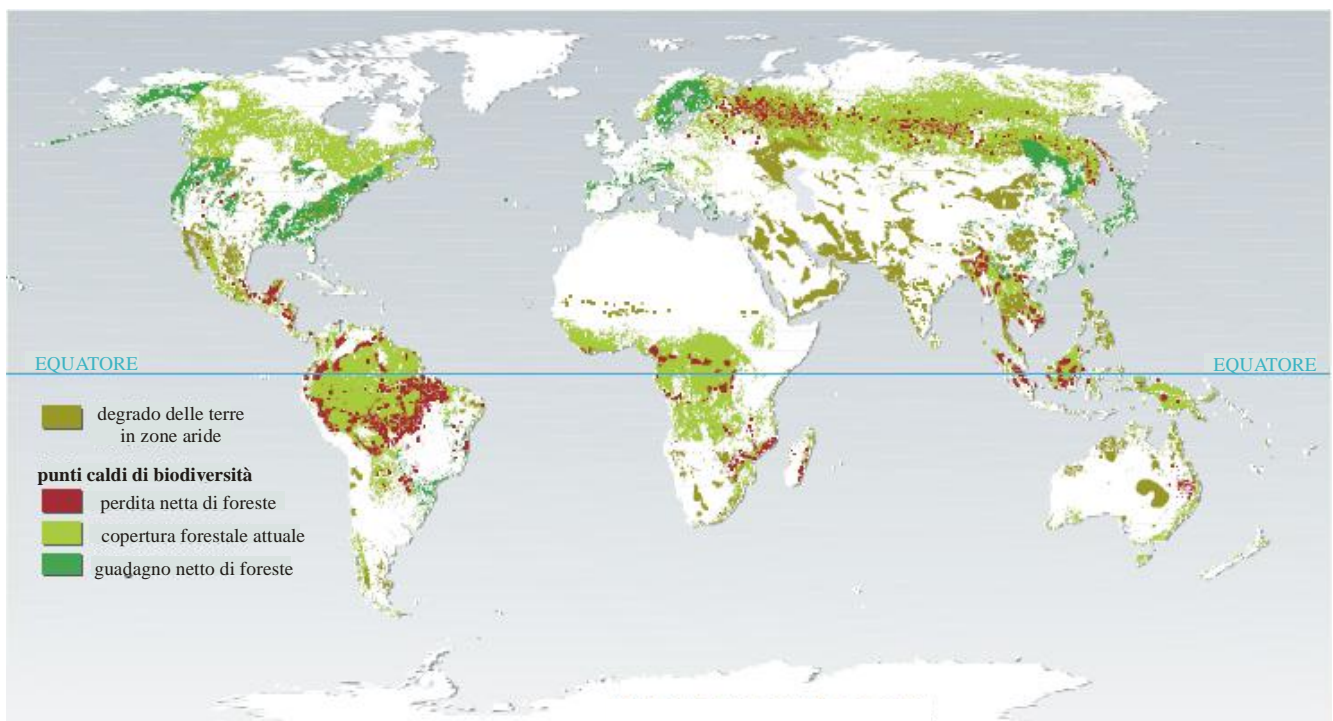 EQUATORE
EQUATORE
degrado delle terre
in zone aride
punti caldi di biodiversità
perdita netta di foreste
copertura forestale attuale
guadagno netto di foreste